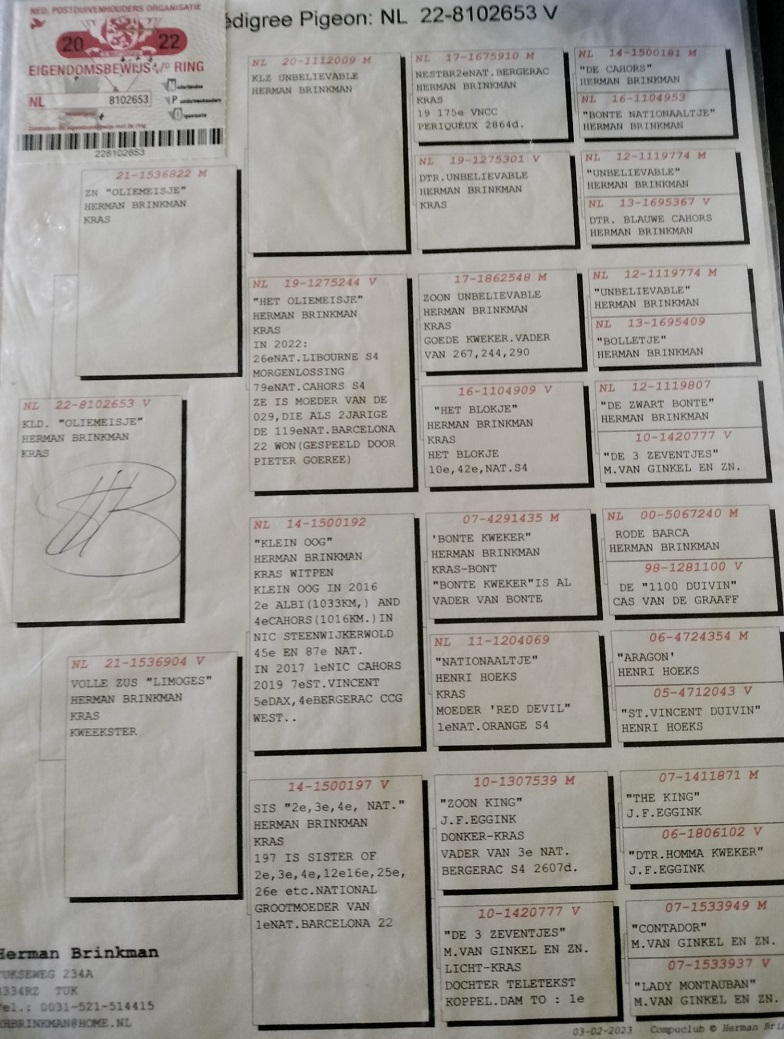 NED. POSTDUIVENHOUDERS ORGANISATIE
20 22
EIGENDOMSBEWIJS RING
NL 8102653
228102653
Pedigree Pigeon: NL 22-8102653 V
NL 22-8102653 V
KLD. "OLIEMEISJE"
HERMAN BRINKMAN
KRAS
21-1536822 M
ZN "OLIEMEISJE"
HERMAN BRINKMAN
KRAS
NL 21-1536904 V
VOLLE ZUS "LIMOGES"
HERMAN BRINKMAN
KRAS
KWEEKSTER
NL 20-1112009 M
KLZ UNBELIEVABLE
HERMAN BRINKMAN
NL 19-1275244 V
"HET OLIEMEISJE"
HERMAN BRINKMAN
KRAS
IN 2022:
26eNAT.LIBOURNE S4
MORGENLOSSING
79eNAT.CAHORS S4
ZE IS MOEDER VAN DE
029,DIE ALS 2JARIGE
DE 119eNAT.BARCELONA
22 WON(GESPEELD DOOR
PIETER GOEREE)
NL 14-1500192
"KLEIN OOG"
HERMAN BRINKMAN
KRAS WITPEN
KLEIN OOG IN 2016
2e ALBI(1033KM,) AND
4eCAHORS(1016KM.)IN
NIC STEENWIJKERWOLD
45e EN 87e NAT.
IN 2017 1eNIC CAHORS
2019 7eST.VINCENT
5eDAX,4eBERGERAC CCG
WEST..
14-1500197 V
SIS "2e,3e,4e, NAT."
HERMAN BRINKMAN
KRAS
197 IS SISTER OF
2e,3e,4e,12e16e,25e,
26e etc.NATIONAL
GROOTMOEDER VAN
1eNAT.BARCELONA 22
NL 17-1675910 M
NESTBR2eNAT.BERGERAC
HERMAN BRINKMAN
KRAS
19 175e VNCC
PERIQUEUX 2864d.
NL 19-1275301 V
DTR.UNBELIEVABLE
HERMAN BRINKMAN
KRAS
17-1862548 M
ZOON UNBELIEVABLE
HERMAN BRINKMAN
KRAS
GOEDE KWEKER.VADER
VAN 267,244,290
16-1104909 V
"HET BLOKJE"
HERMAN BRINKMAN
KRAS
HET BLOKJE
10e,42e,NAT.S4
07-4291435 M
'BONTE KWEKER"
HERMAN BRINKMAN
KRAS-BONT
"BONTE KWEKER"IS AL
VADER VAN BONTE
NL 11-1204069
"NATIONAALTJE"
HENRI HOEKS
KRAS
MOEDER 'RED DEVIL"
1eNAT.ORANGE S4
10-1307539 M
"ZOON KING"
J.F.EGGINK
DONKER-KRAS
VADER VAN 3e NAT.
BERGERAC S4 2607d.
10-1420777 V
"DE 3 ZEVENTJES"
M.VAN GINKEL EN ZN.
LICHT-KRAS
DOCHTER TELETEKST
KOPPEL.DAM TO : 1e
NL 14-1500181 M
"DE CAHORS"
HERMAN BRINKMAN
NL 16-1104953
"BONTE NATIONAALTJE"
HERMAN BRINKMAN
NL 12-1119774 M
"UNBELIEVABLE"
HERMAN BRINKMAN
NL 13-1695367 V
DTR. BLAUWE CAHORS
HERMAN BRINKMAN
NL 12-1119774 M
"UNBELIEVABLE"
HERMAN BRINKMAN
NL 13-1695409
"BOLLETJE"
HERMAN BRINKMAN
NL 12-1119807
"DE ZWART BONTE"
HERMAN BRINKMAN
10-1420777 V
"DE 3 ZEVENTJES"
M.VAN GINKEL EN ZN.
NL 00-5067240 M
RODE BARCA
HERMAN BRINKMAN
98-1281100 V
DE "1100 DUIVIN"
CAS VAN DE GRAAFF
06-4724354 M
"ARAGON'
HENRI HOEKS
05-4712043 V
"ST.VINCENT DUIVIN"
HENRI HOEKS
07-1411871 M
"THE KING"
J.F.EGGINK
06-1806102 V
"DTR.HOMMA KWEKER"
J.F.EGGINK
07-1533949 M
"CONTADOR"
M.VAN GINKEL EN ZN.
07-1533937 V
"LADY MONTAUBAN"
M.VAN GINKEL EN ZN.
Herman Brinkman
TUKSEWEG 234A
8334RZ TUK
Tel.: 0031-521-514415
HRBRINKMAN@HOME.NL
03-02-2023 Compuclub © Herman Brin